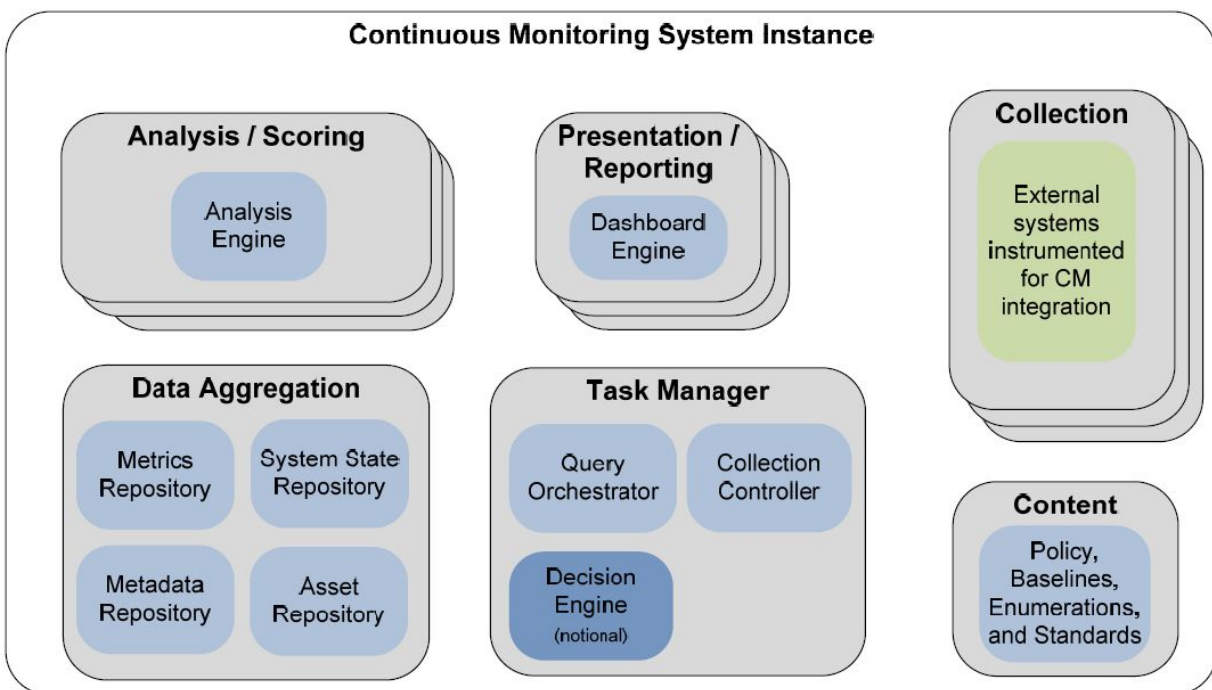 Continuous Monitoring System Instance
Analysis / Scoring
Analysis
Engine
Presentation /
Reporting
Dashboard
Engine
Collection
External
systems
instrumented
for CM
integration
Data Aggregation
Metrics
Repository
System State
Repository
Metadata
Repository
Asset
Repository
Task Manager
Query
Orchestrator
Collection
Controller
Decision
Engine
(notional)
Content
Policy,
Baselines,
Enumerations,
and Standards